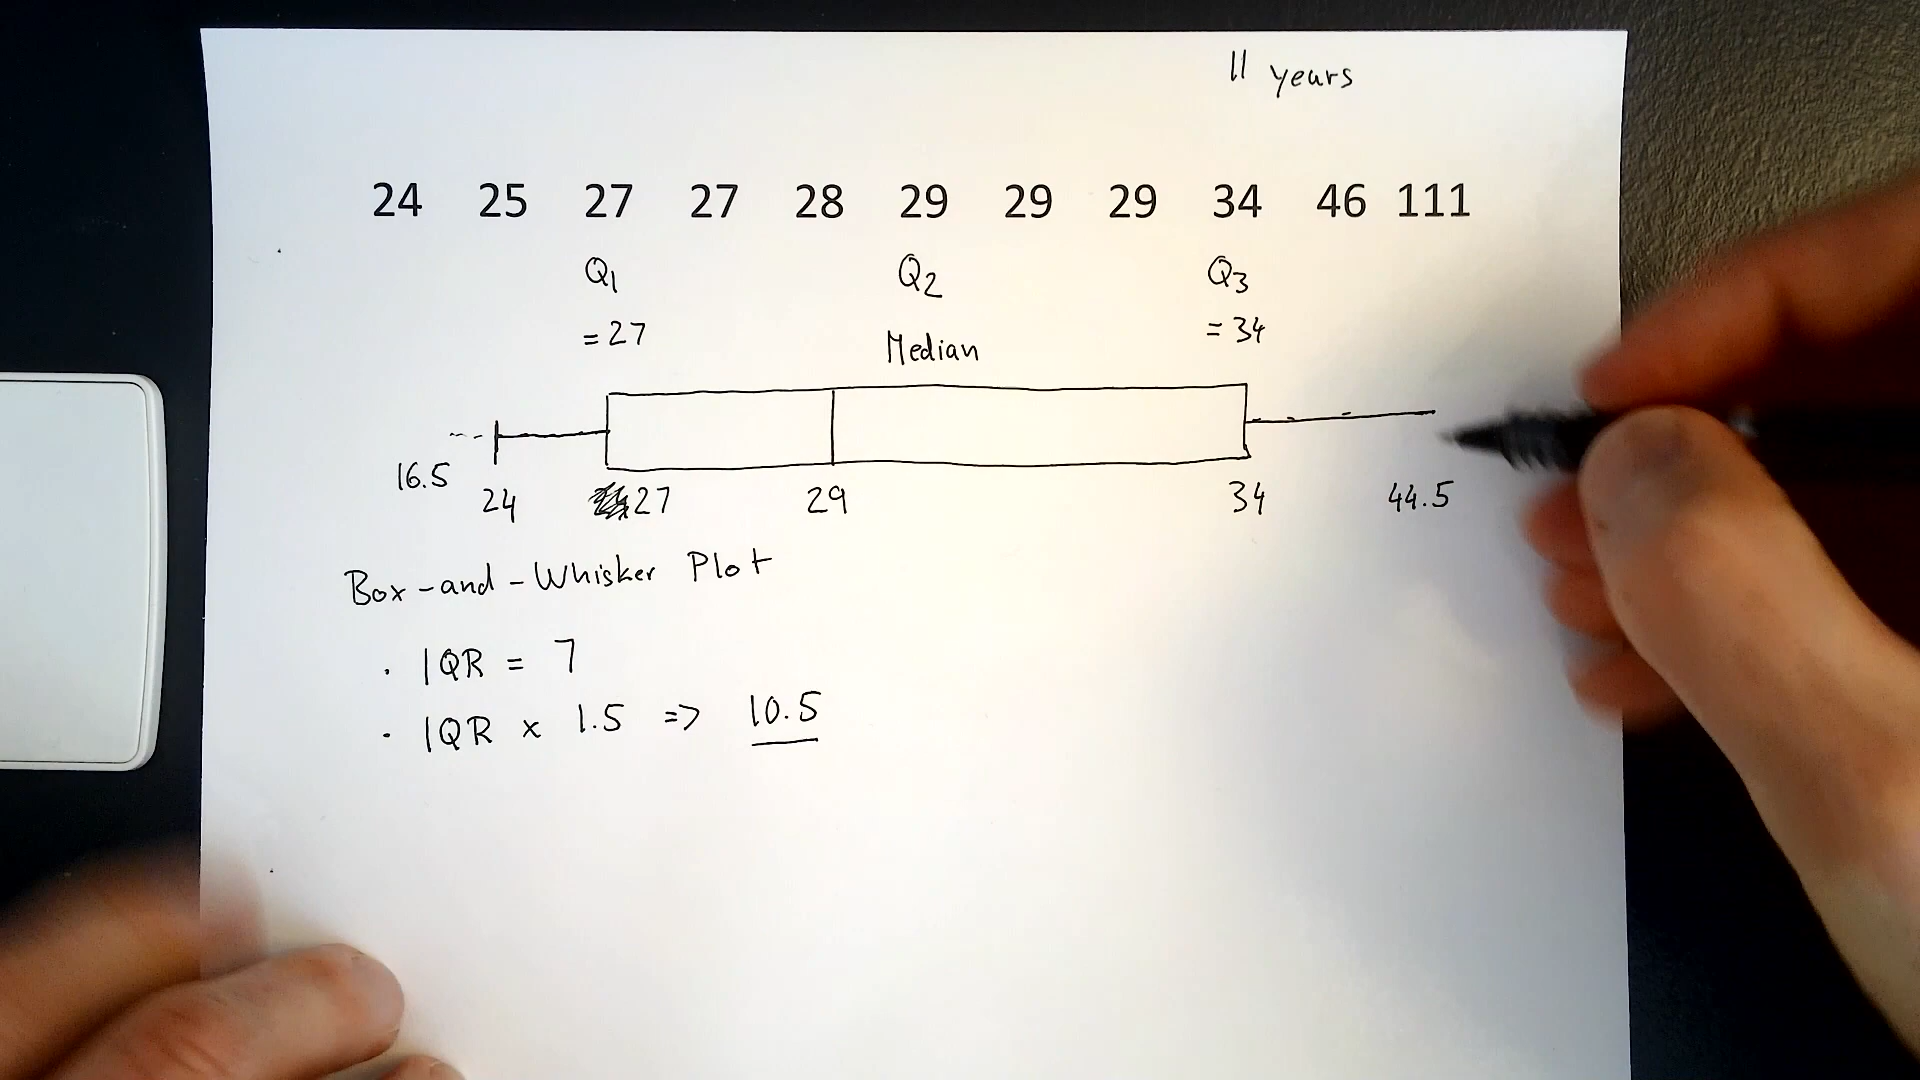 11 years
24 25 27 27 28 29 29 29 34 46 111
Q1 Q2 Q3
= 27 Median = 34
16.5 24 27 29 34 44.5
Box-and-Whisker Plot
· IQR = 7
· IQR x 1.5 => 10.5